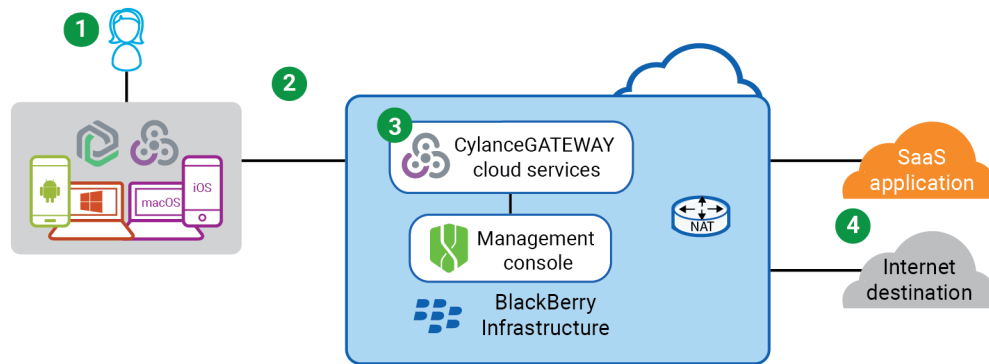 1
2
3
CylanceGATEWAY
cloud services
iOS
macOS
SaaS
application
NAT
4
Management
console
Internet
destination
BlackBerry
Infrastructure